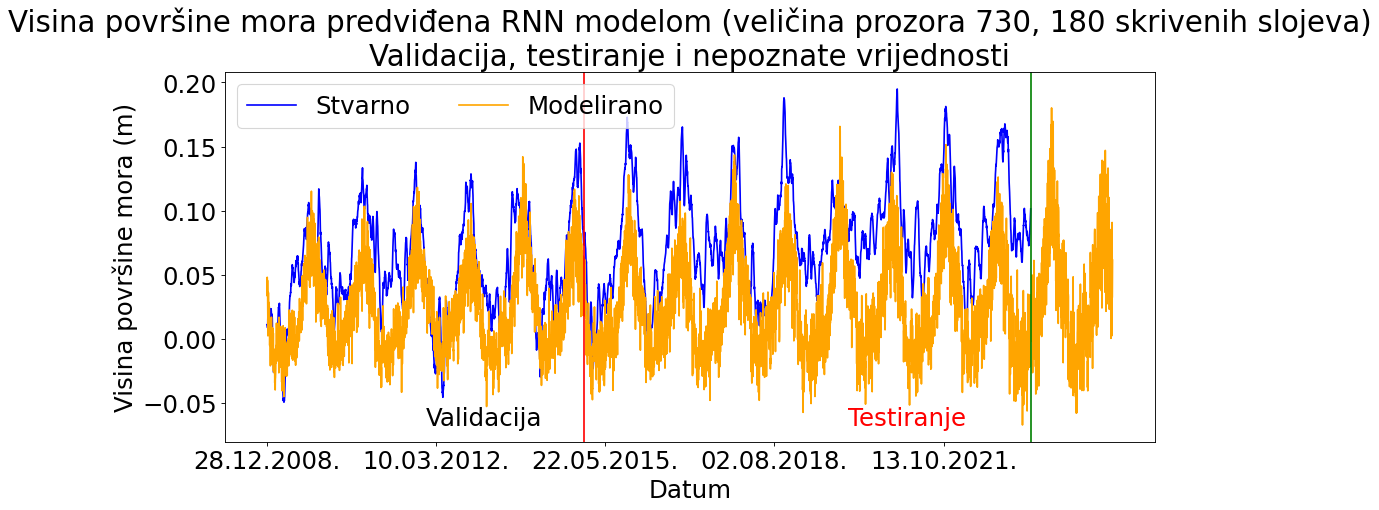 Visina površine mora predviđena RNN modelom (veličina prozora 730, 180 skrivenih slojeva)
Validacija, testiranje i nepoznate vrijednosti
Stvarno
Modelirano
Visina površine mora (m)
0.20
0.15
0.10
0.05
0.00
−0.05
Validacija
Testiranje
28.12.2008.
10.03.2012.
22.05.2015.
02.08.2018.
13.10.2021.
Datum